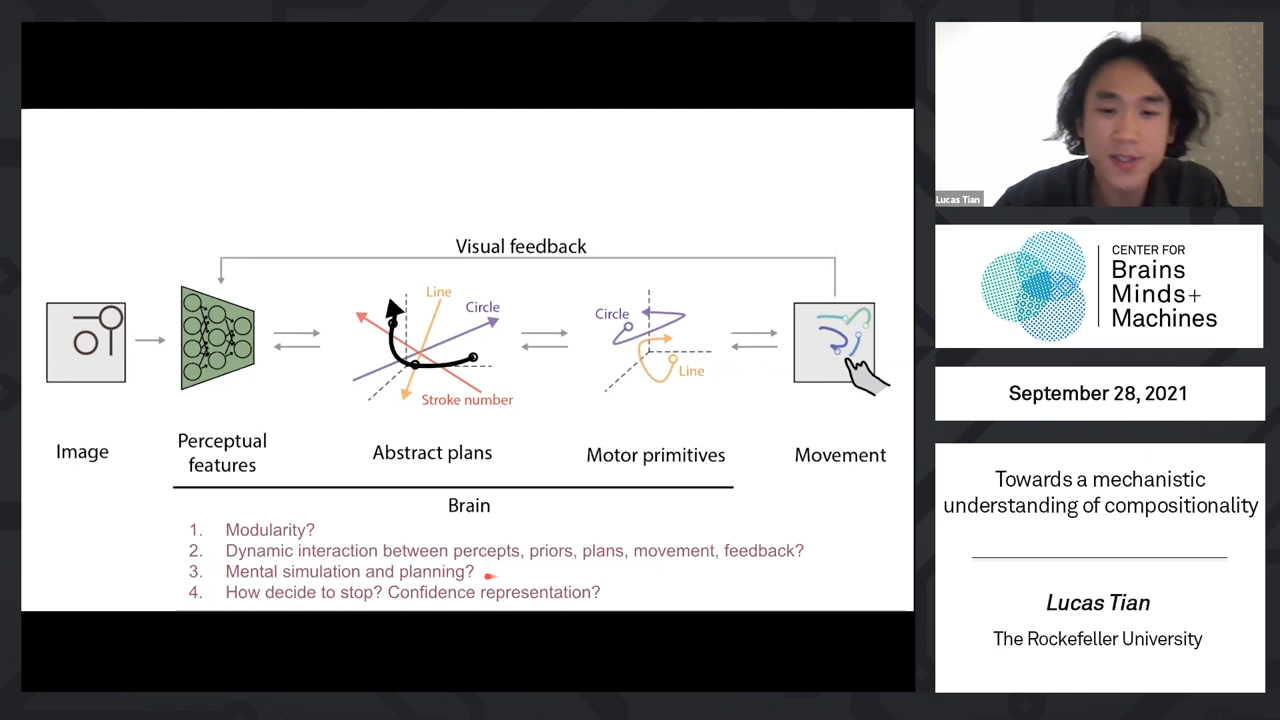 Visual feedback
Line
Circle
Stroke number
Circle
Line
Image
Perceptual
features
Abstract plans
Motor primitives
Movement
Brain
1. Modularity?
2. Dynamic interaction between percepts, priors, plans, movement, feedback?
3. Mental simulation and planning?
4. How decide to stop? Confidence representation?
Lucas Tian
CENTER FOR
Brains
Minds+
Machines
September 28, 2021
Towards a mechanistic
understanding of compositionality
Lucas Tian
The Rockefeller University